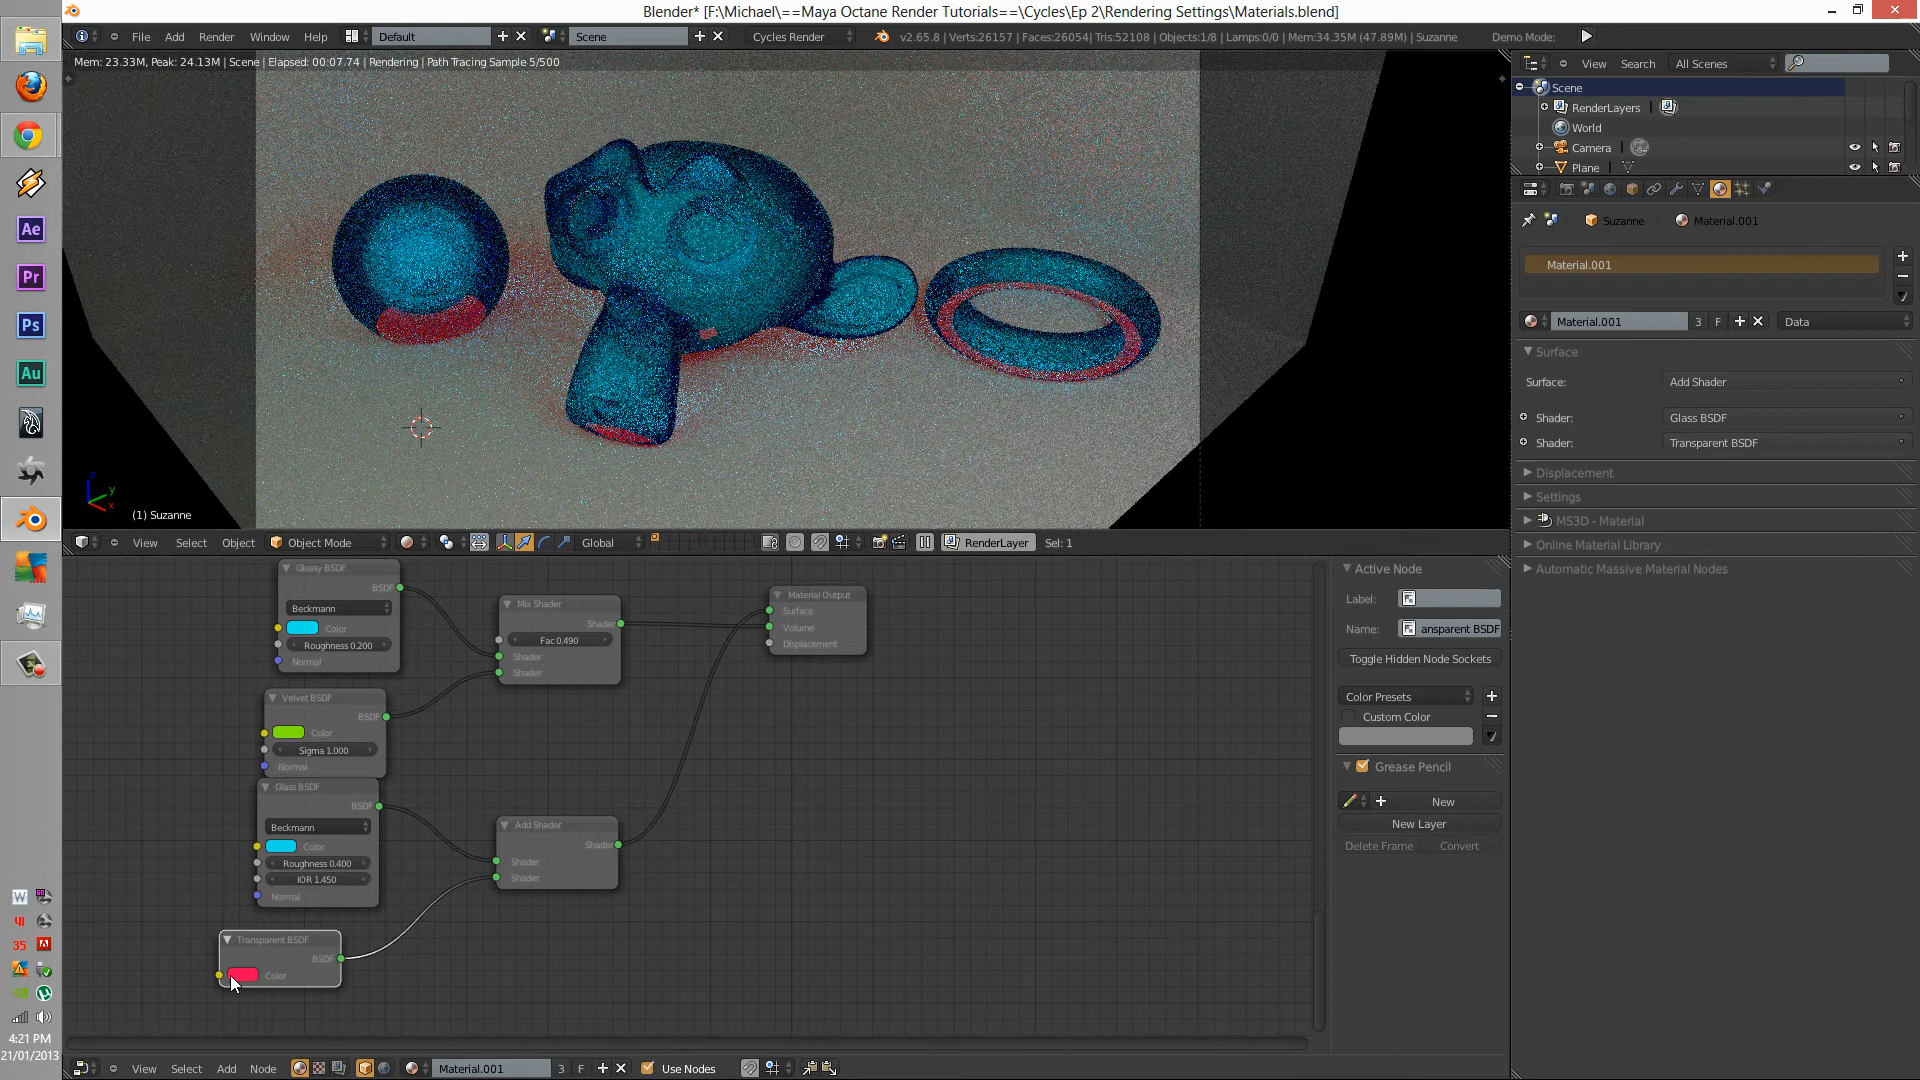 Blender* [F:\Michael\==Maya Octane Render Tutorials==\Cycles\Ep 2\Rendering Settings\Materials.blend]
File Add Render Window Help Default Scene Cycles Render v2.65.8 | Verts:26157 | Faces:26054| Tris:52108 | Objects:1/8 | Lamps:0/0 | Mem:34.35M (47.89M) | Suzanne Demo Mode:
Mem: 23.33M, Peak: 24.13M | Scene | Elapsed: 00:07.74 | Rendering | Path Tracing Sample 5/500
View Search All Scenes
Scene
RenderLayers
World
Camera
Plane
Suzanne Material.001
Material.001
Material.001 3 F Data
Surface
Surface: Add Shader
Shader: Glass BSDF
Shader: Transparent BSDF
Displacement
Settings
MS3D - Material
Online Material Library
Automatic Massive Material Nodes
z
y
x
(1) Suzanne
View Select Object Object Mode Global RenderLayer Sel: 1
Glossy BSDF
BSDF
Beckmann
Color
Roughness 0.200
Normal
Mix Shader
Shader
Fac 0.490
Shader
Shader
Material Output
Surface
Volume
Displacement
Velvet BSDF
BSDF
Color
Sigma 1.000
Normal
Glass BSDF
BSDF
Beckmann
Color
Roughness 0.400
IOR 1.450
Normal
Add Shader
Shader
Shader
Shader
Transparent BSDF
BSDF
Color
Active Node
Label:
Name: ansparent BSDF
Toggle Hidden Node Sockets
Color Presets
Custom Color
Grease Pencil
New
New Layer
Delete Frame Convert
View Select Add Node Material.001 3 F Use Nodes
Ae
Pr
Ps
Au
W
35
4:21 PM
21/01/2013